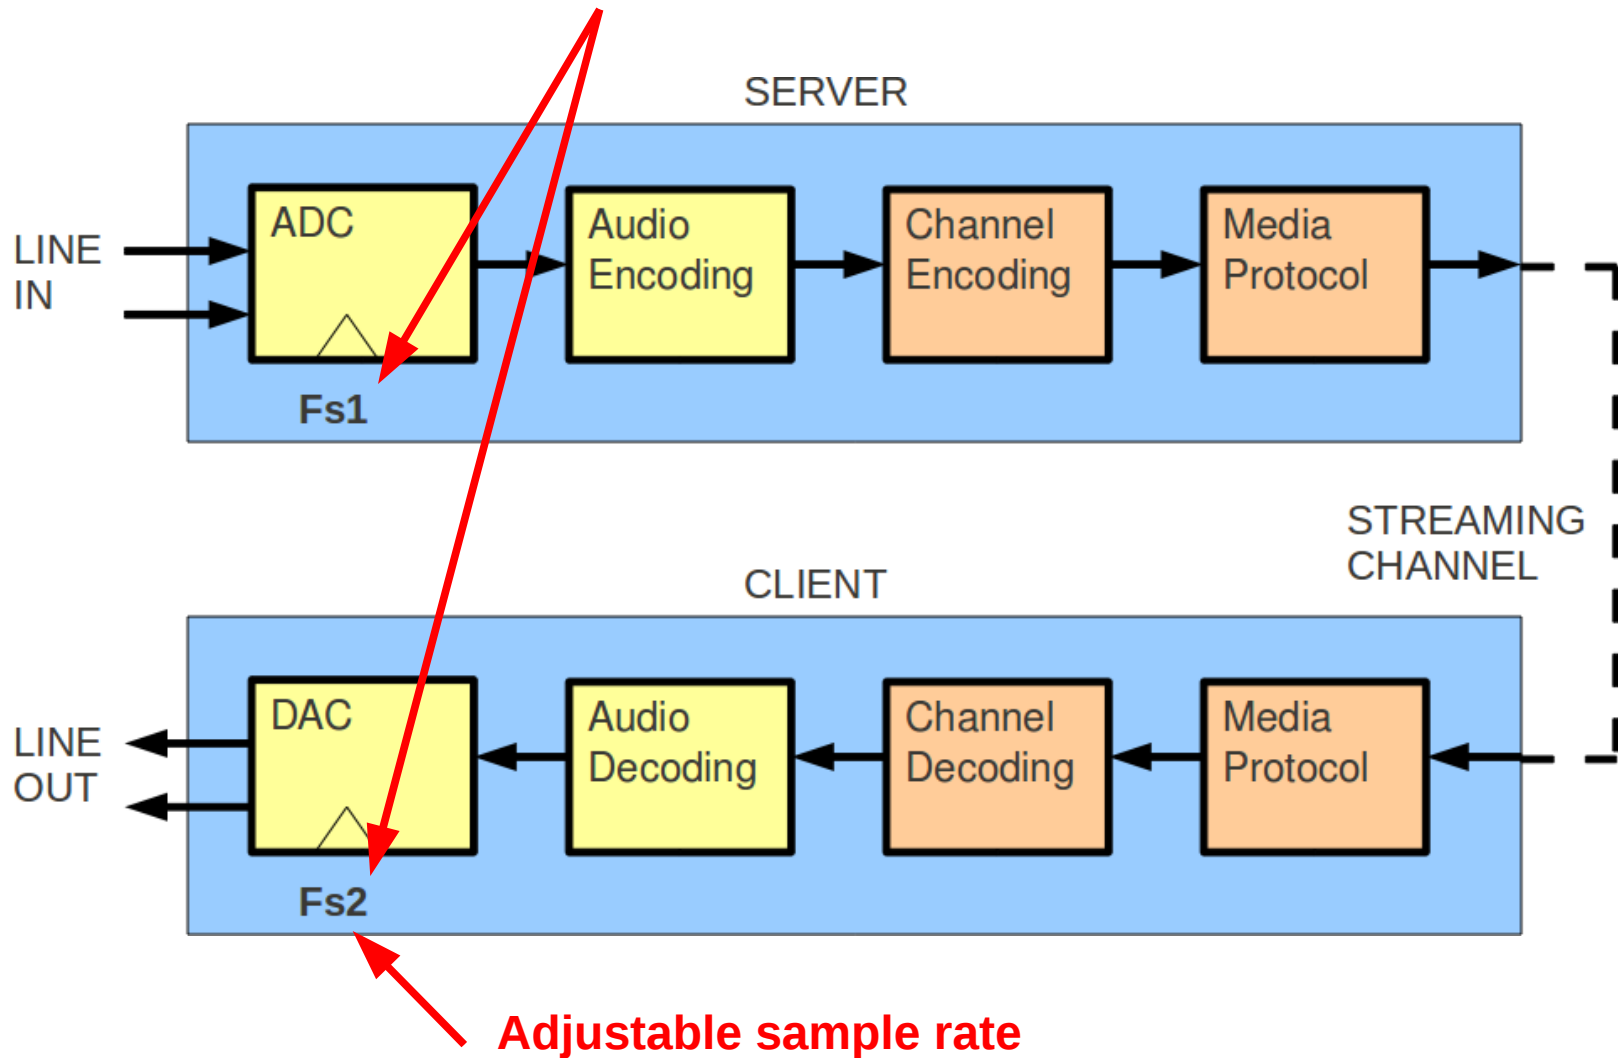 SERVER
LINE
IN
ADC
Audio
Encoding
Channel
Encoding
Media
Protocol
Fs1
STREAMING
CHANNEL
CLIENT
LINE
OUT
DAC
Audio
Decoding
Channel
Decoding
Media
Protocol
Fs2
Adjustable sample rate